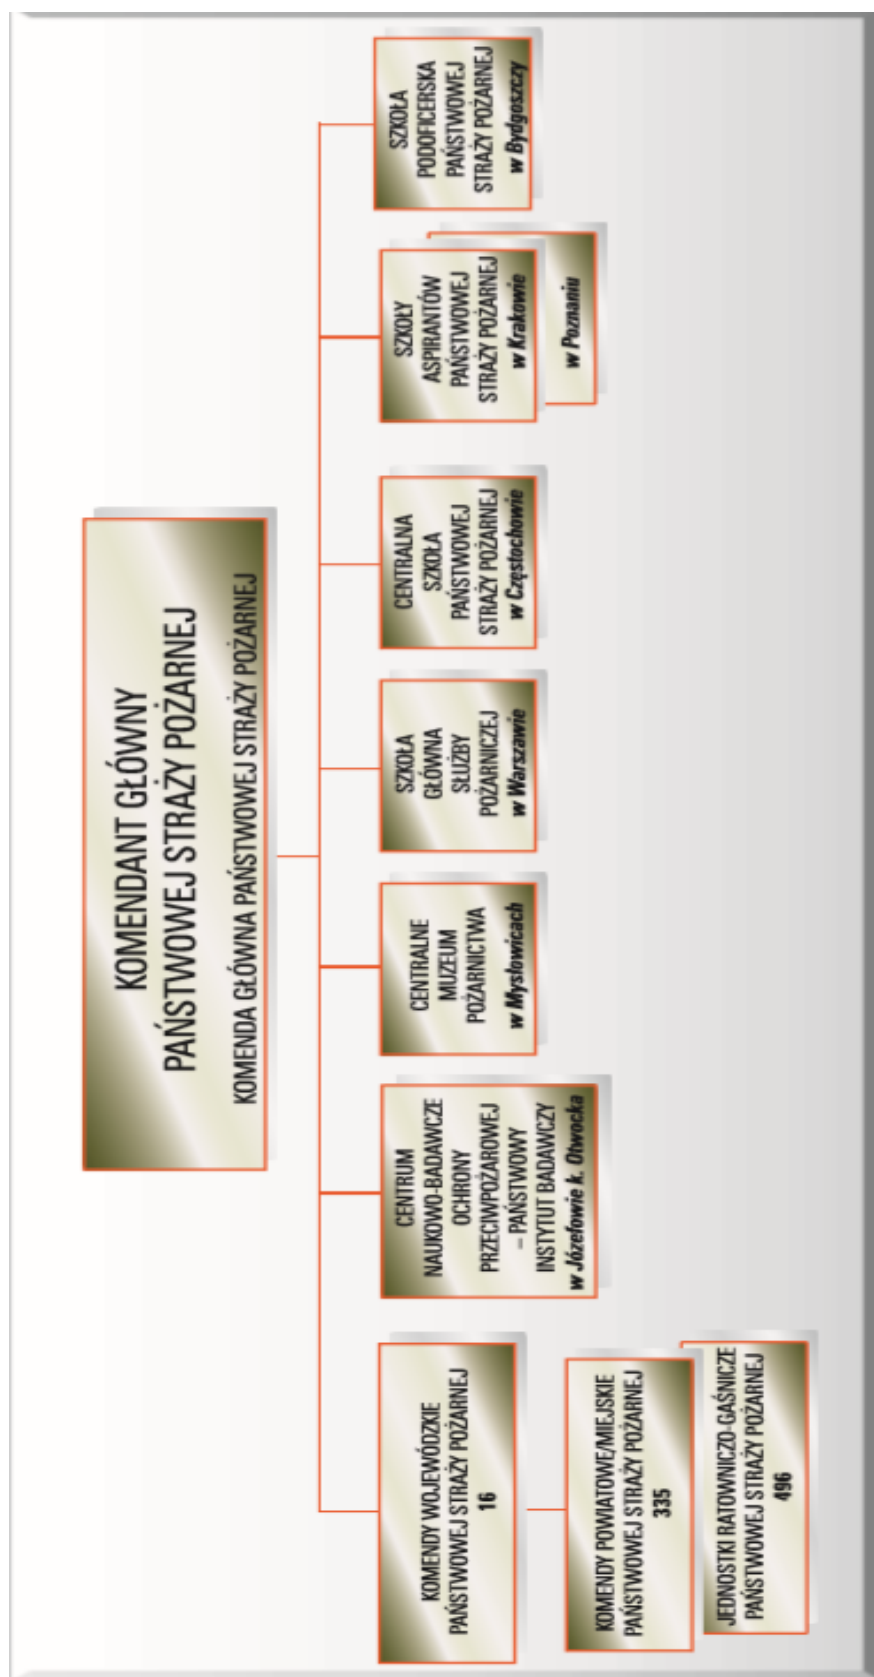 KOMENDANT GŁÓWNY
PAŃSTWOWEJ STRAŻY POŻARNEJ
KOMENDA GŁÓWNA PAŃSTWOWEJ STRAŻY POŻARNEJ
KOMENDY WOJEWÓDZKIE
PAŃSTWOWEJ STRAŻY POŻARNEJ
16
KOMENDY POWIATOWE/MIEJSKIE
PAŃSTWOWEJ STRAŻY POŻARNEJ
335
JEDNOSTKI RATOWNICZO-GAŚNICZE
PAŃSTWOWEJ STRAŻY POŻARNEJ
496
CENTRUM
NAUKOWO-BADAWCZE
OCHRONY
PRZECIWPOŻAROWEJ
– PAŃSTWOWY
INSTYTUT BADAWCZY
w Józefowie k. Otwocka
CENTRALNE
MUZEUM
POŻARNICTWA
w Mysłowicach
SZKOŁA
GŁÓWNA
SŁUŻBY
POŻARNICZEJ
w Warszawie
CENTRALNA
SZKOŁA
PAŃSTWOWEJ
STRAŻY POŻARNEJ
w Częstochowie
SZKOŁY
ASPIRANTÓW
PAŃSTWOWEJ
STRAŻY POŻARNEJ
w Krakowie
w Poznaniu
SZKOŁA
PODOFICERSKA
PAŃSTWOWEJ
STRAŻY POŻARNEJ
w Bydgoszczy